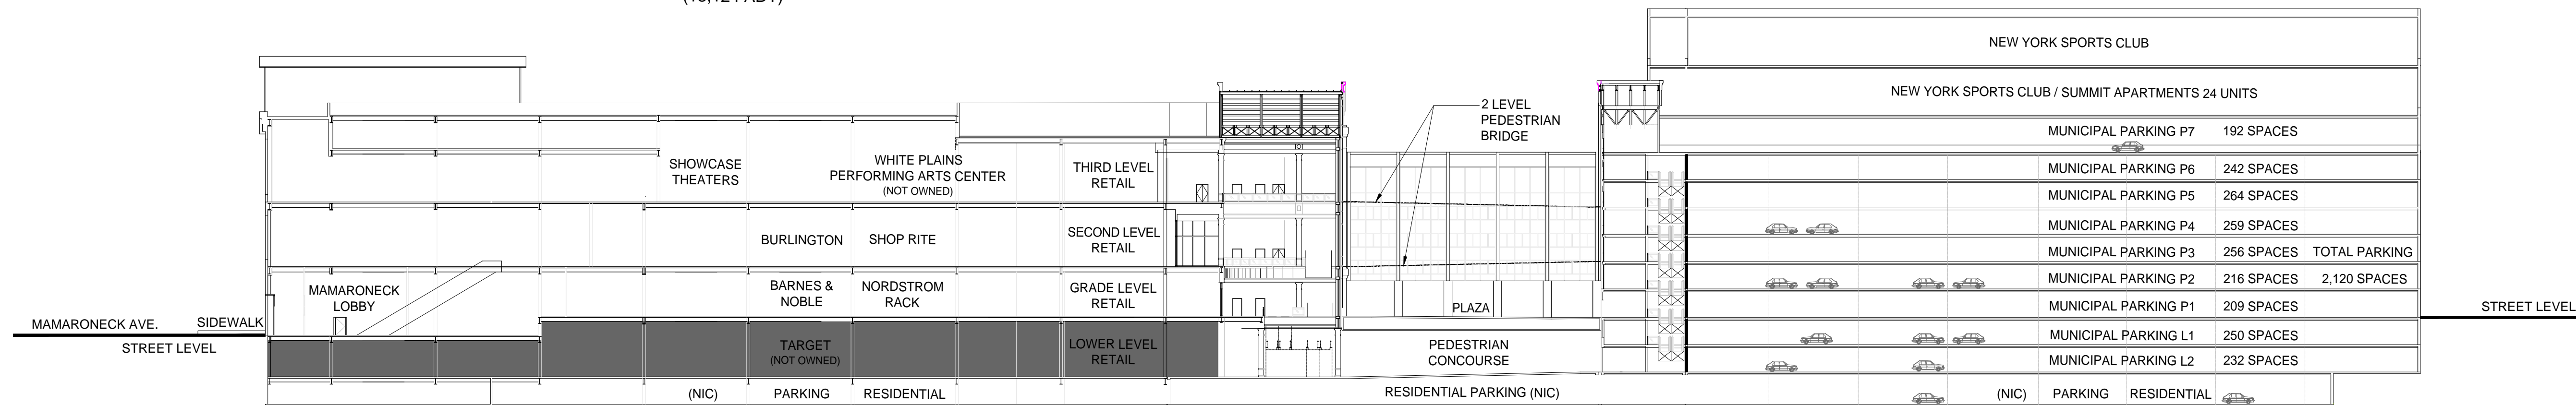 NEW YORK SPORTS CLUB
NEW YORK SPORTS CLUB / SUMMIT APARTMENTS 24 UNITS
2 LEVEL
PEDESTRIAN
BRIDGE
MUNICIPAL PARKING P7 192 SPACES
SHOWCASE
THEATERS
WHITE PLAINS
PERFORMING ARTS CENTER
(NOT OWNED)
THIRD LEVEL
RETAIL
MUNICIPAL PARKING P6 242 SPACES
MUNICIPAL PARKING P5 264 SPACES
BURLINGTON
SHOP RITE
SECOND LEVEL
RETAIL
MUNICIPAL PARKING P4 259 SPACES
MUNICIPAL PARKING P3 256 SPACES TOTAL PARKING
MUNICIPAL PARKING P2 216 SPACES 2,120 SPACES
MAMARONECK
LOBBY
BARNES &
NOBLE
NORDSTROM
RACK
GRADE LEVEL
RETAIL
PLAZA
MUNICIPAL PARKING P1 209 SPACES
MAMARONECK AVE.
SIDEWALK
STREET LEVEL
STREET LEVEL
TARGET
(NOT OWNED)
LOWER LEVEL
RETAIL
PEDESTRIAN
CONCOURSE
MUNICIPAL PARKING L1 250 SPACES
MUNICIPAL PARKING L2 232 SPACES
(NIC) PARKING RESIDENTIAL
RESIDENTIAL PARKING (NIC)
(NIC) PARKING RESIDENTIAL